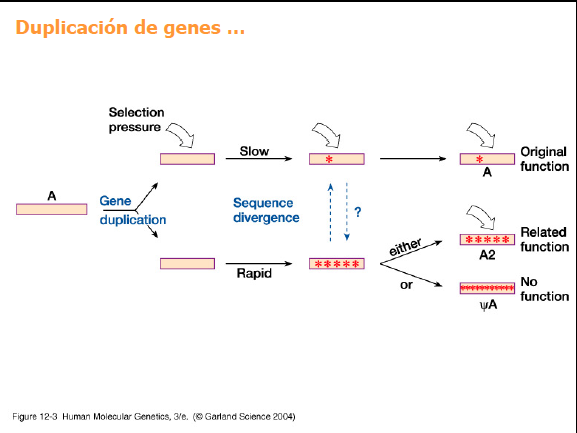 Duplicación de genes ...
Selection
pressure
Slow
*
*
A
Original
function
A
Gene
duplication
Sequence
divergence
?
Rapid
*****
either
or
*****
A2
Related
function
**********
ψA
No
function
Figure 12-3 Human Molecular Genetics, 3/e. (© Garland Science 2004)